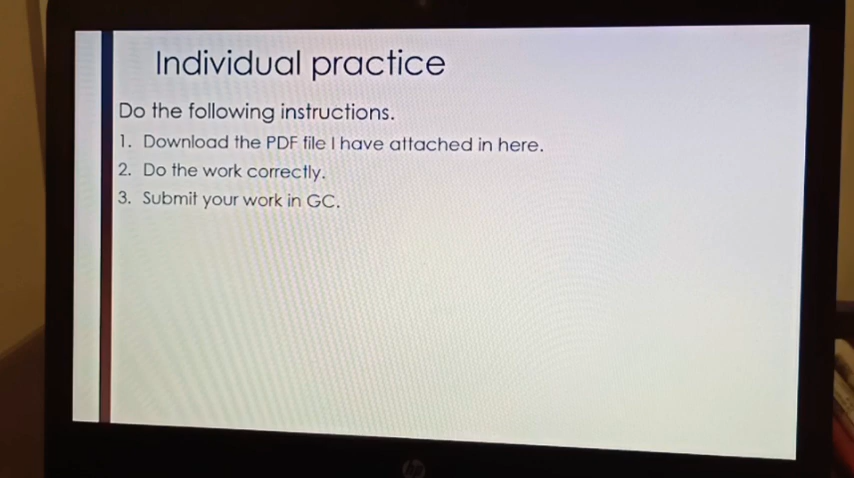 Individual practice
Do the following instructions.
1. Download the PDF file I have attached in here.
2. Do the work correctly.
3. Submit your work in GC.
hp